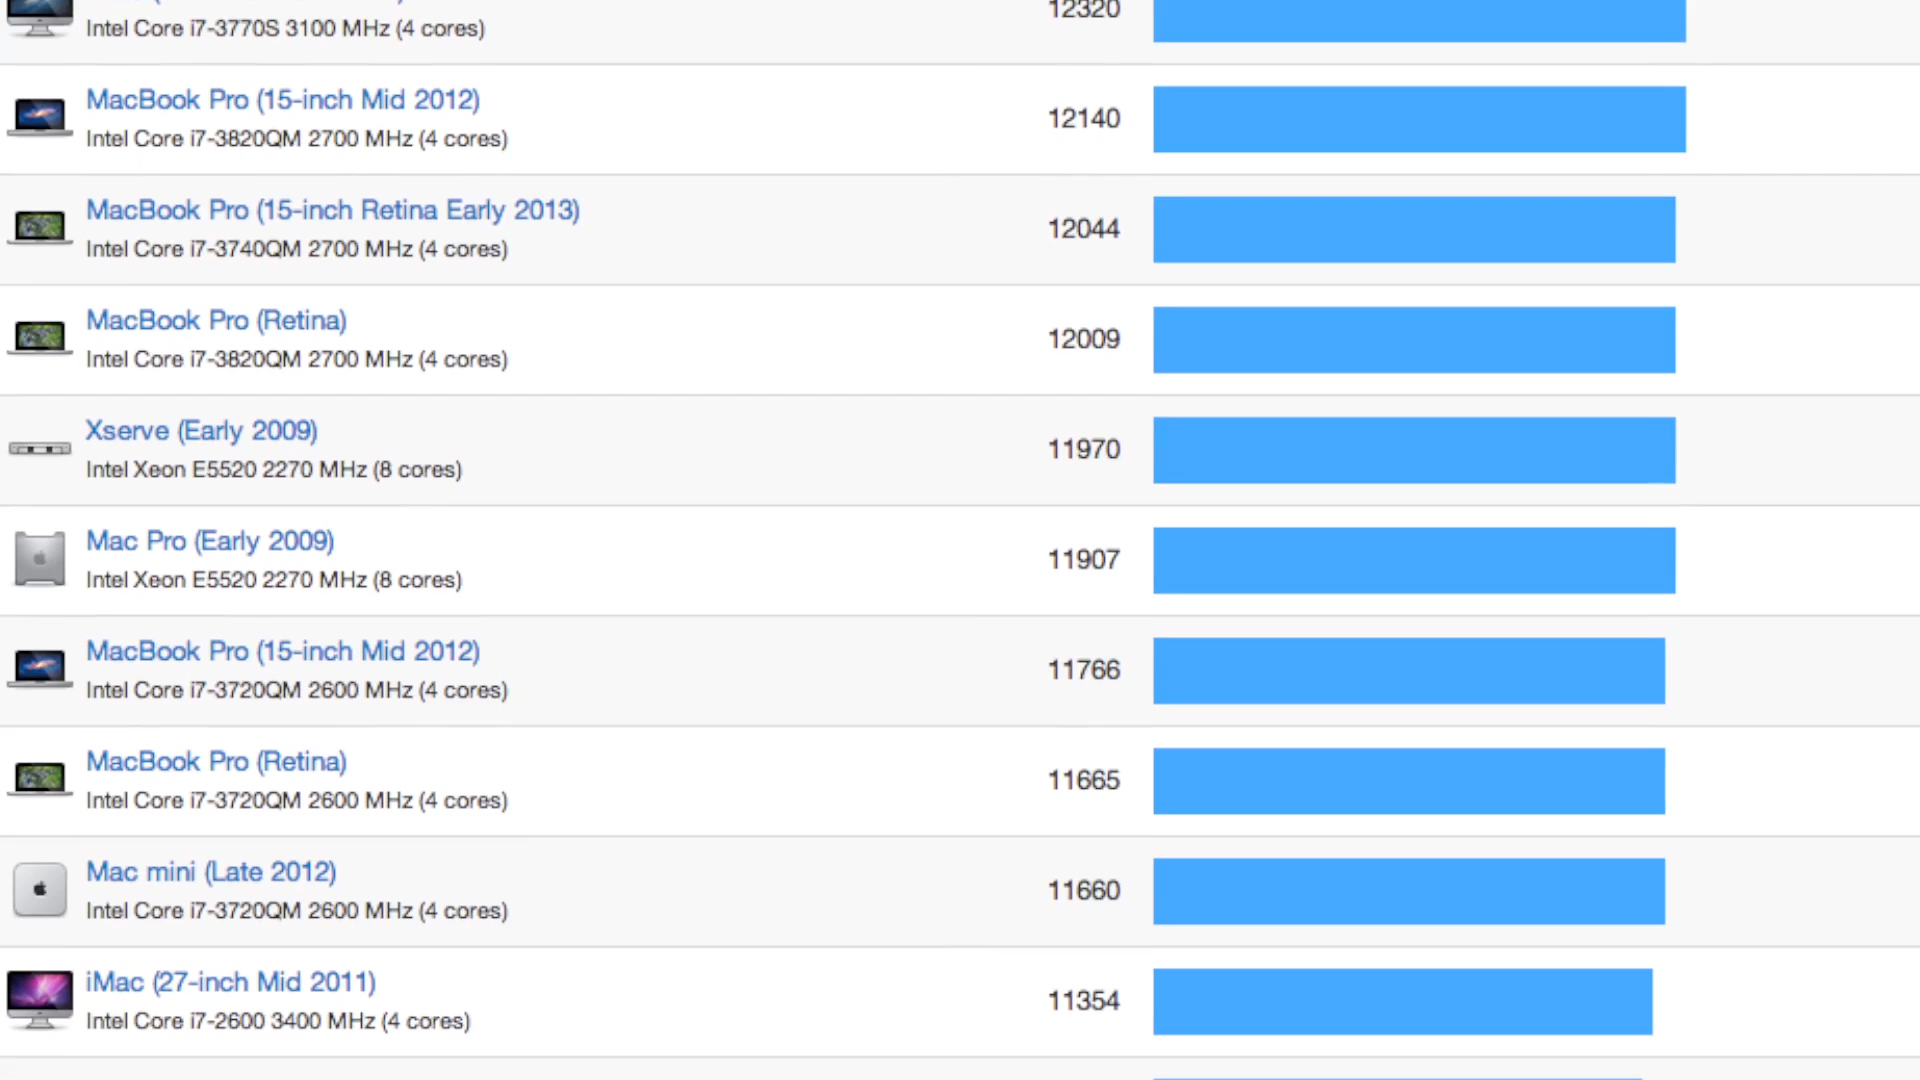 12320
Intel Core i7-3770S 3100 MHz (4 cores)
MacBook Pro (15-inch Mid 2012)
12140
Intel Core i7-3820QM 2700 MHz (4 cores)
MacBook Pro (15-inch Retina Early 2013)
12044
Intel Core i7-3740QM 2700 MHz (4 cores)
MacBook Pro (Retina)
12009
Intel Core i7-3820QM 2700 MHz (4 cores)
Xserve (Early 2009)
11970
Intel Xeon E5520 2270 MHz (8 cores)
Mac Pro (Early 2009)
11907
Intel Xeon E5520 2270 MHz (8 cores)
MacBook Pro (15-inch Mid 2012)
11766
Intel Core i7-3720QM 2600 MHz (4 cores)
MacBook Pro (Retina)
11665
Intel Core i7-3720QM 2600 MHz (4 cores)
Mac mini (Late 2012)
11660
Intel Core i7-3720QM 2600 MHz (4 cores)
iMac (27-inch Mid 2011)
11354
Intel Core i7-2600 3400 MHz (4 cores)